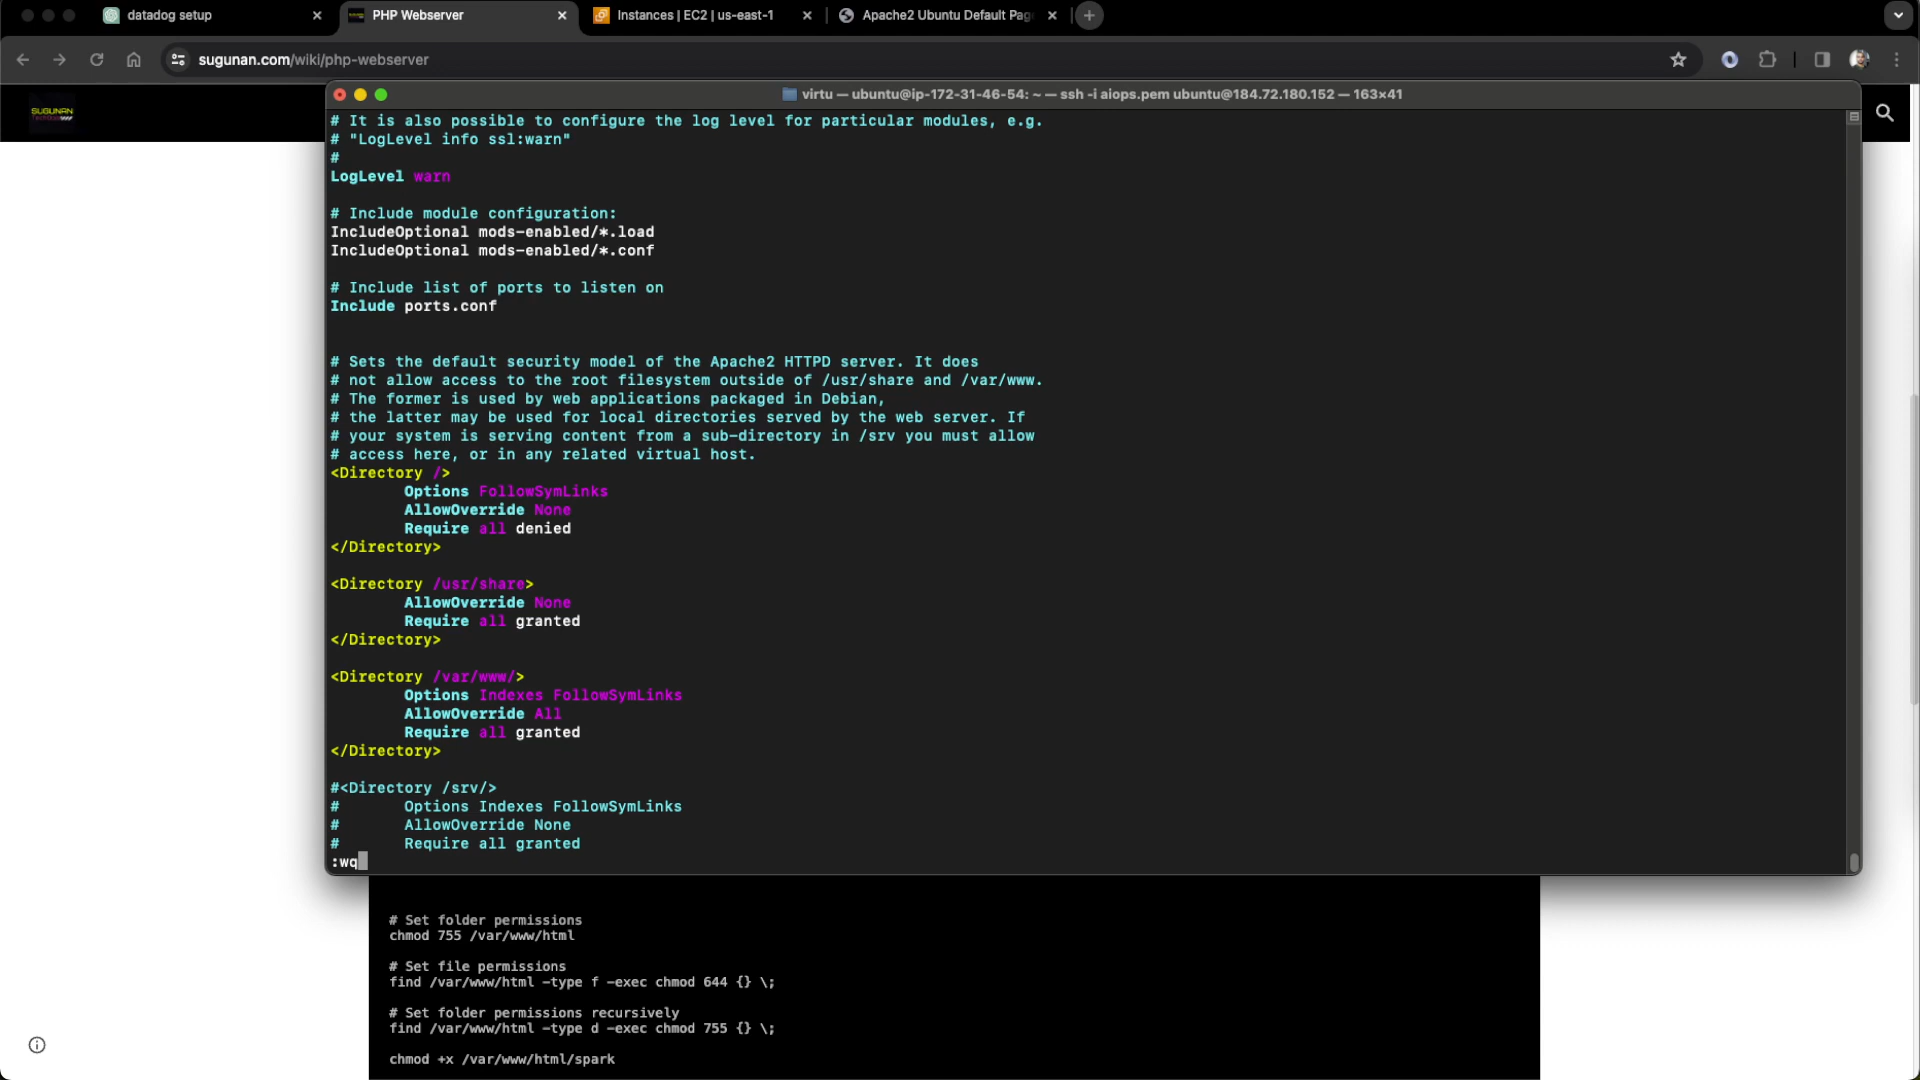 datadog setup
PHP Webserver
Instances | EC2 | us-east-1
Apache2 Ubuntu Default Pag
sugunan.com/wiki/php-webserver
SUGUNAN
virtu — ubuntu@ip-172-31-46-54: ~ — ssh -i aiops.pem ubuntu@184.72.180.152 — 163×41
# It is also possible to configure the log level for particular modules, e.g.
# "LogLevel info ssl:warn"
#
LogLevel warn
# Include module configuration:
IncludeOptional mods-enabled/*.load
IncludeOptional mods-enabled/*.conf
# Include list of ports to listen on
Include ports.conf
# Sets the default security model of the Apache2 HTTPD server. It does
# not allow access to the root filesystem outside of /usr/share and /var/www.
# The former is used by web applications packaged in Debian,
# the latter may be used for local directories served by the web server. If
# your system is serving content from a sub-directory in /srv you must allow
# access here, or in any related virtual host.
<Directory />
        Options FollowSymLinks
        AllowOverride None
        Require all denied
</Directory>
<Directory /usr/share>
        AllowOverride None
        Require all granted
</Directory>
<Directory /var/www/>
        Options Indexes FollowSymLinks
        AllowOverride All
        Require all granted
</Directory>
#<Directory /srv/>
#       Options Indexes FollowSymLinks
#       AllowOverride None
#       Require all granted
:wq
# Set folder permissions
chmod 755 /var/www/html
# Set file permissions
find /var/www/html -type f -exec chmod 644 {} \;
# Set folder permissions recursively
find /var/www/html -type d -exec chmod 755 {} \;
chmod +x /var/www/html/spark